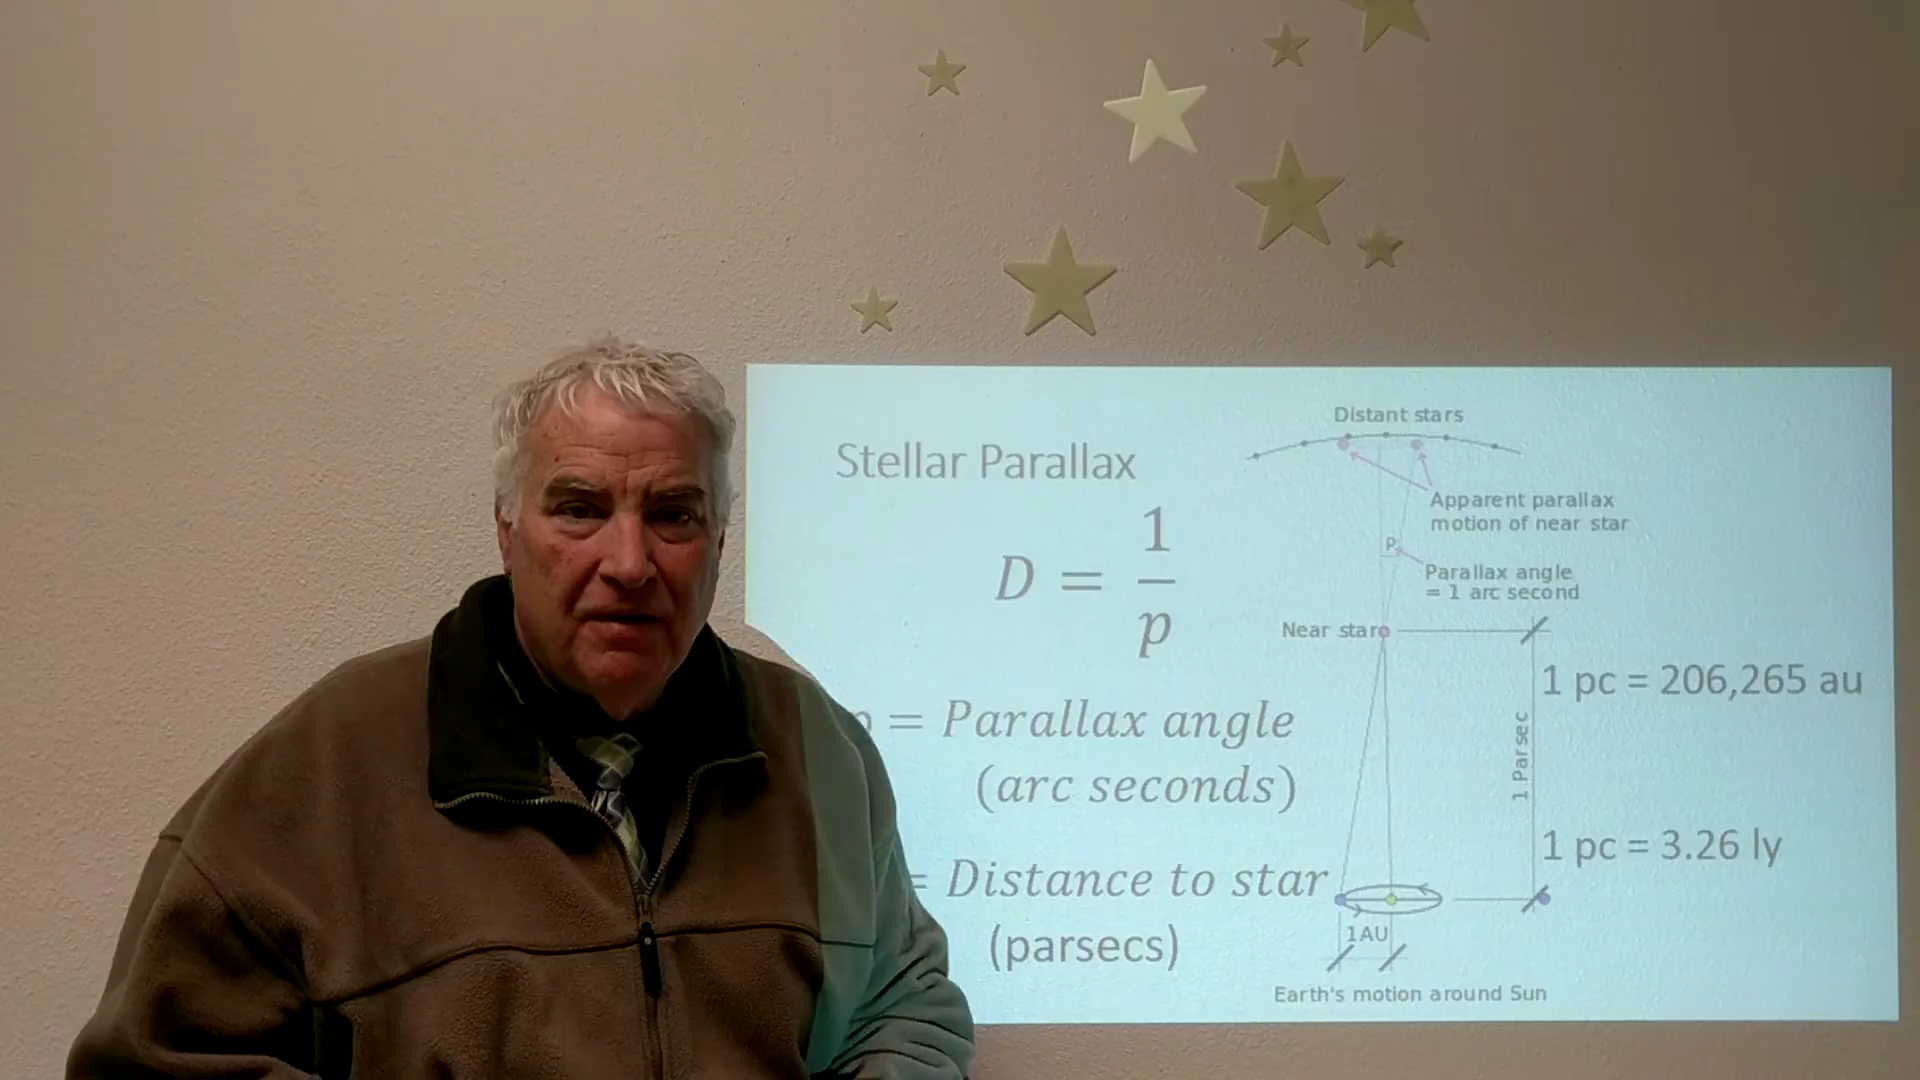 Stellar Parallax
D = 1/p
= Parallax angle
(arc seconds)
= Distance to star
(parsecs)
Distant stars
Apparent parallax
motion of near star
P
Parallax angle
= 1 arc second
Near star
1 Parsec
1AU
Earth's motion around Sun
1 pc = 206,265 au
1 pc = 3.26 ly